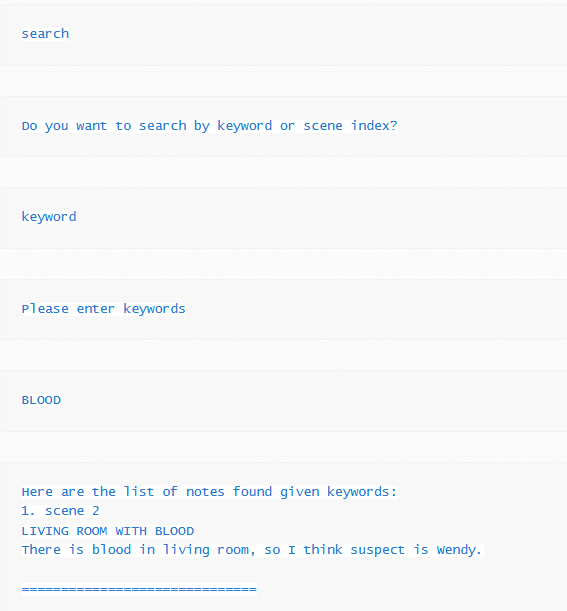 search
Do you want to search by keyword or scene index?
keyword
Please enter keywords
BLOOD
Here are the list of notes found given keywords:
1. scene 2
LIVING ROOM WITH BLOOD
There is blood in living room, so I think suspect is Wendy.
==============================